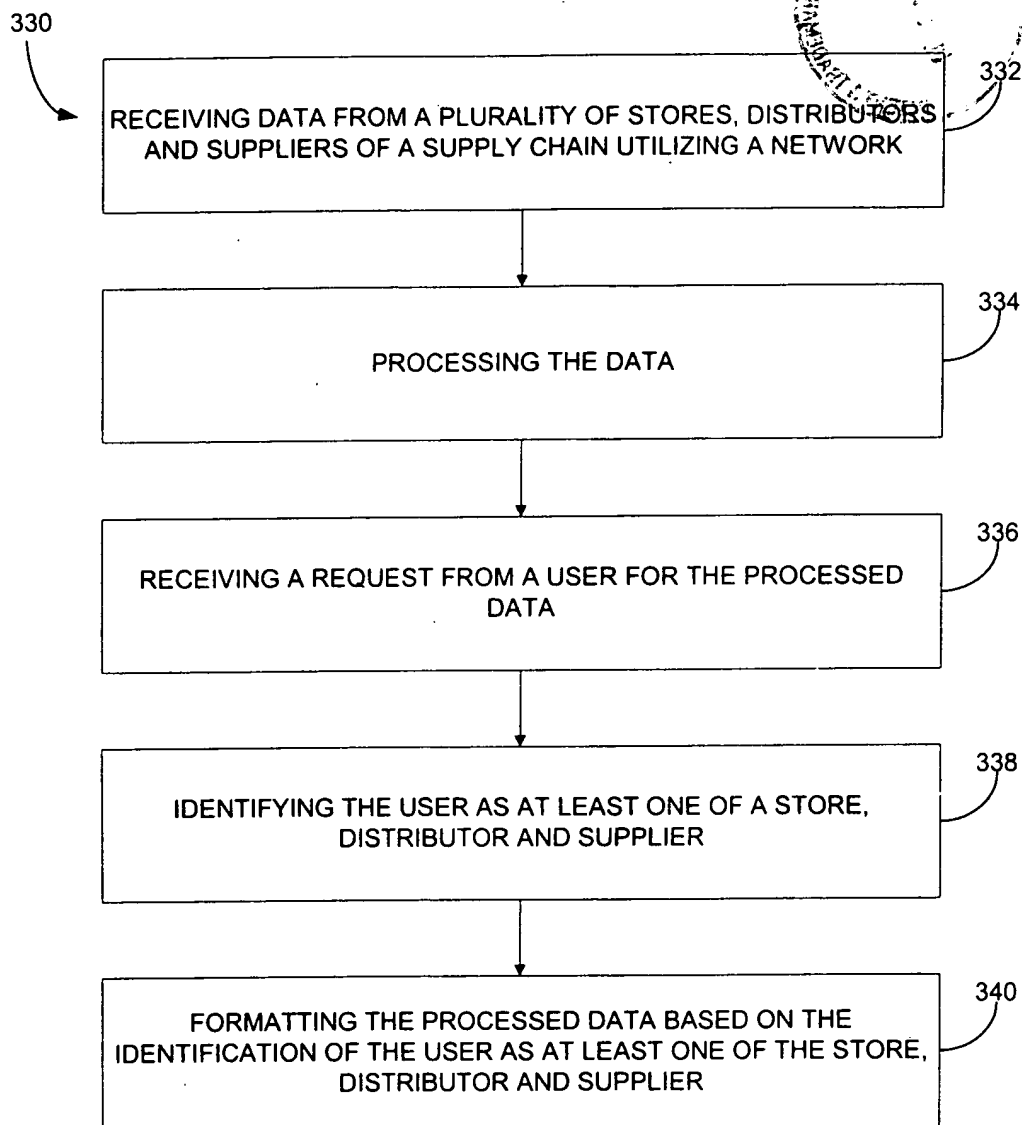 330
332
RECEIVING DATA FROM A PLURALITY OF STORES, DISTRIBUTORS
AND SUPPLIERS OF A SUPPLY CHAIN UTILIZING A NETWORK
334
PROCESSING THE DATA
336
RECEIVING A REQUEST FROM A USER FOR THE PROCESSED
DATA
338
IDENTIFYING THE USER AS AT LEAST ONE OF A STORE,
DISTRIBUTOR AND SUPPLIER
340
FORMATTING THE PROCESSED DATA BASED ON THE
IDENTIFICATION OF THE USER AS AT LEAST ONE OF THE STORE,
DISTRIBUTOR AND SUPPLIER